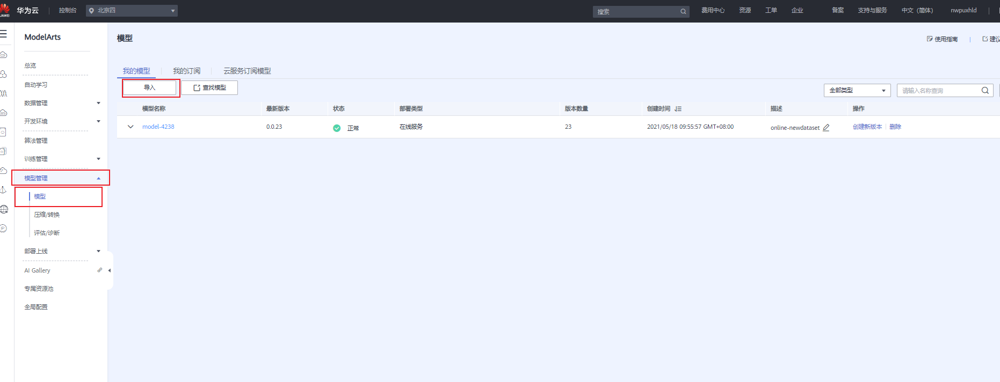 HUAWEI 华为云 控制台 北京四 搜索 费用中心 资源 工单 企业 备案 支持与服务 中文（简体） nwpuxhld
ModelArts
总览
自动学习
数据管理
开发环境
算法管理
训练管理
模型管理
模型
压缩/转换
评估/诊断
部署上线
AI Gallery
专属资源池
全局配置
模型
使用指南 建议
我的模型 我的订阅 云服务订阅模型
导入 查找模型 全部类型 请输入名称查询
模型名称 最新版本 状态 部署类型 版本数量 创建时间 描述 操作
model-4238 0.0.23 正常 在线服务 23 2021/05/18 09:55:57 GMT+08:00 online-newdataset 创建新版本 删除
IP